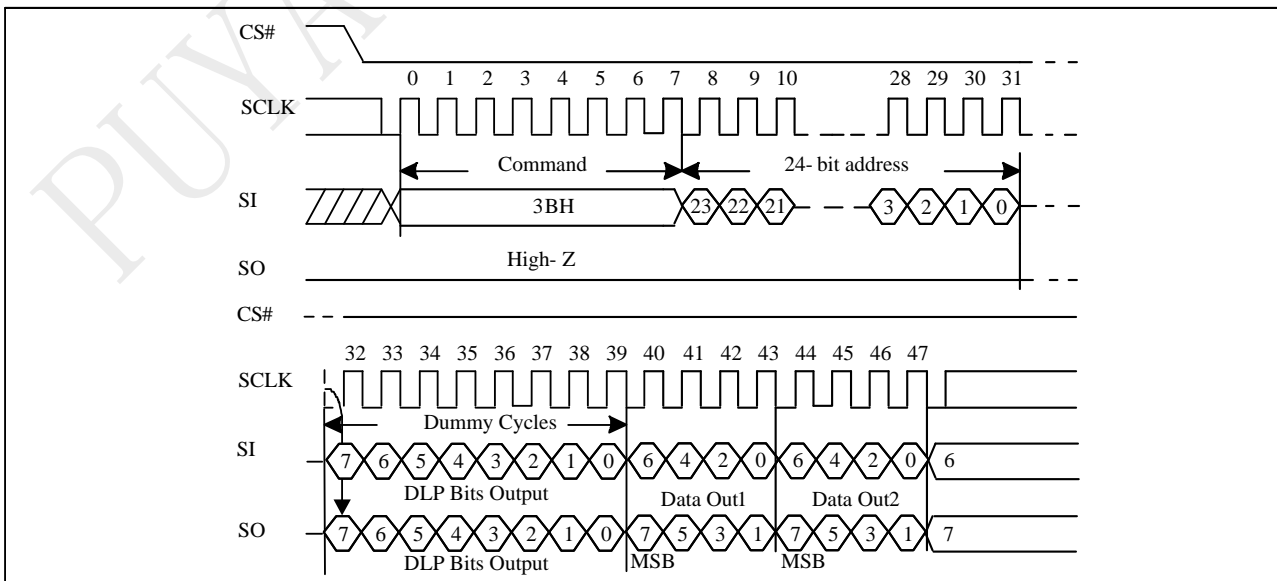 PUYA
CS#
0 1 2 3 4 5 6 7 8 9 10 28 29 30 31
SCLK
Command 24- bit address
SI 3BH 23 22 21 3 2 1 0
SO High- Z
CS#
32 33 34 35 36 37 38 39 40 41 42 43 44 45 46 47
SCLK
Dummy Cycles
SI 7 6 5 4 3 2 1 0 6 4 2 0 6 4 2 0 6
DLP Bits Output Data Out1 Data Out2
SO 7 6 5 4 3 2 1 0 7 5 3 1 7 5 3 1 7
DLP Bits Output MSB MSB